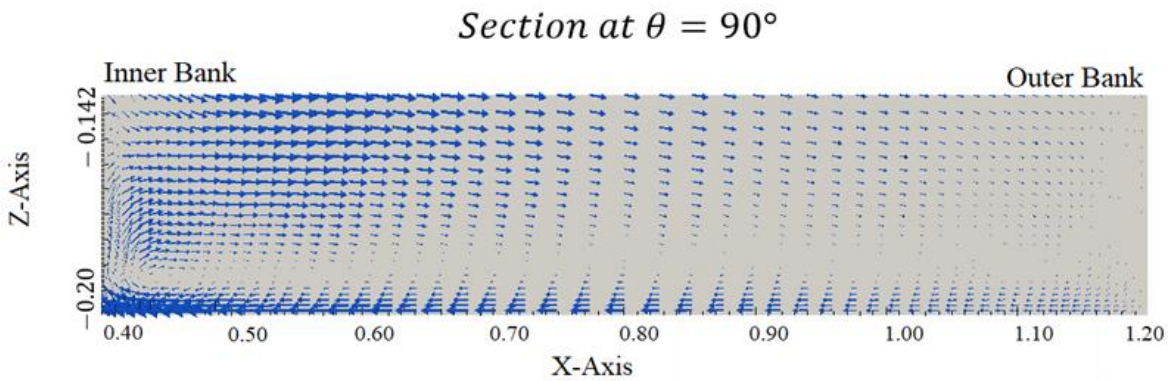 Section at θ = 90°
Inner Bank
Outer Bank
−0.142
Z-Axis
−0.20
0.40 0.50 0.60 0.70 0.80 0.90 1.00 1.10 1.20
X-Axis